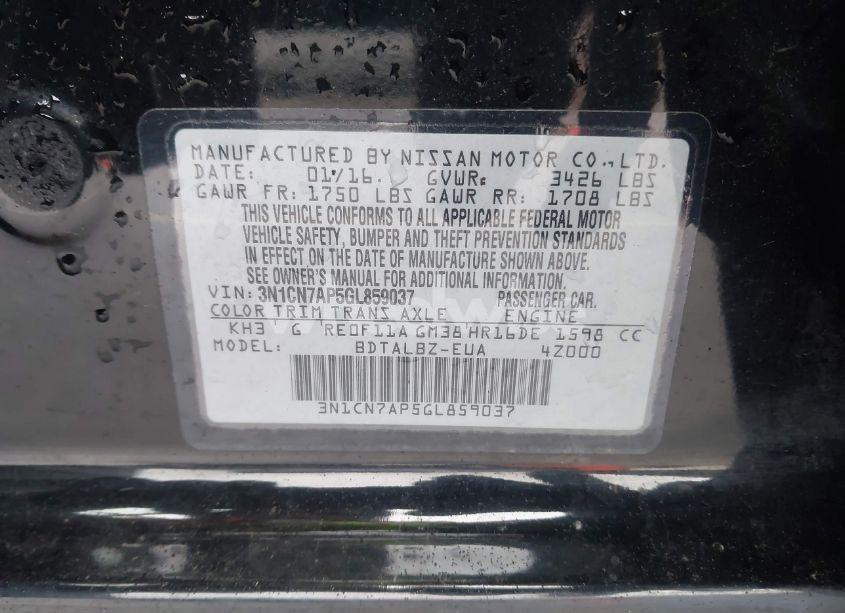 MANUFACTURED BY NISSAN MOTOR CO., LTD.
DATE: 01/16. GVWR: 3426 LBS
GAWR FR: 1750 LBS GAWR RR: 1708 LBS
THIS VEHICLE CONFORMS TO ALL APPLICABLE FEDERAL MOTOR
VEHICLE SAFETY, BUMPER AND THEFT PREVENTION STANDARDS
IN EFFECT ON THE DATE OF MANUFACTURE SHOWN ABOVE.
SEE OWNER'S MANUAL FOR ADDITIONAL INFORMATION.
VIN: 3N1CN7AP5GL859037 PASSENGER CAR.
COLOR TRIM TRANS AXLE ENGINE
KH3 G RE0F11A GM38 HR16DE 1598 CC
MODEL: BDTALBZ-EUA 4Z000
3N1CN7AP5GL859037